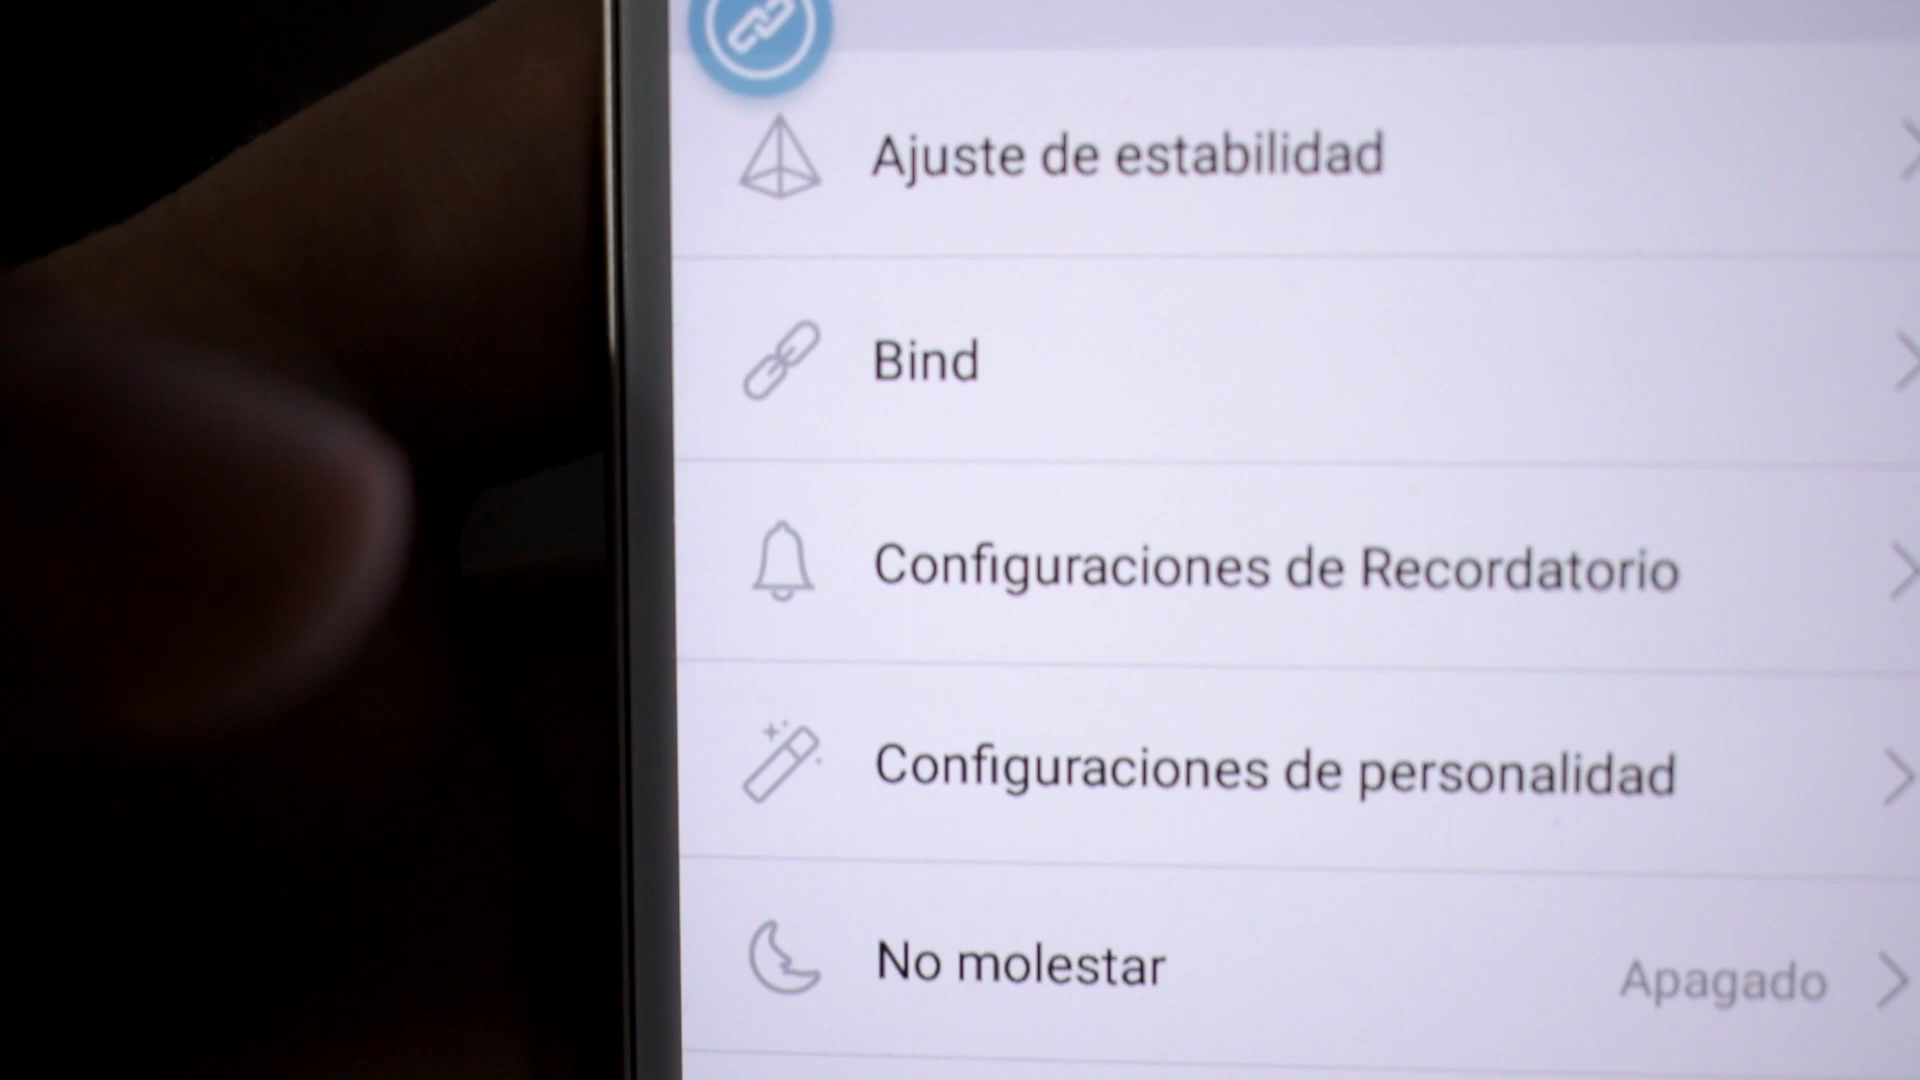 Ajuste de estabilidad
Bind
Configuraciones de Recordatorio
Configuraciones de personalidad
No molestar Apagado